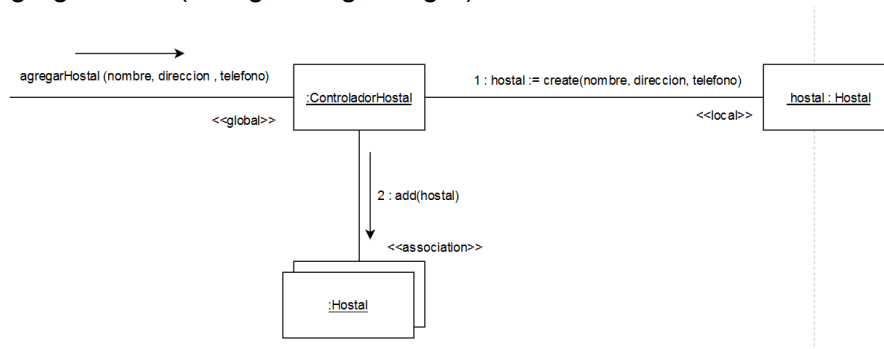 agregarHostal (nombre, direccion , telefono)
:ControladorHostal
1 : hostal := create(nombre, direccion, telefono)
hostal : Hostal
<<global>>
<<local>>
2 : add(hostal)
<<association>>
:Hostal